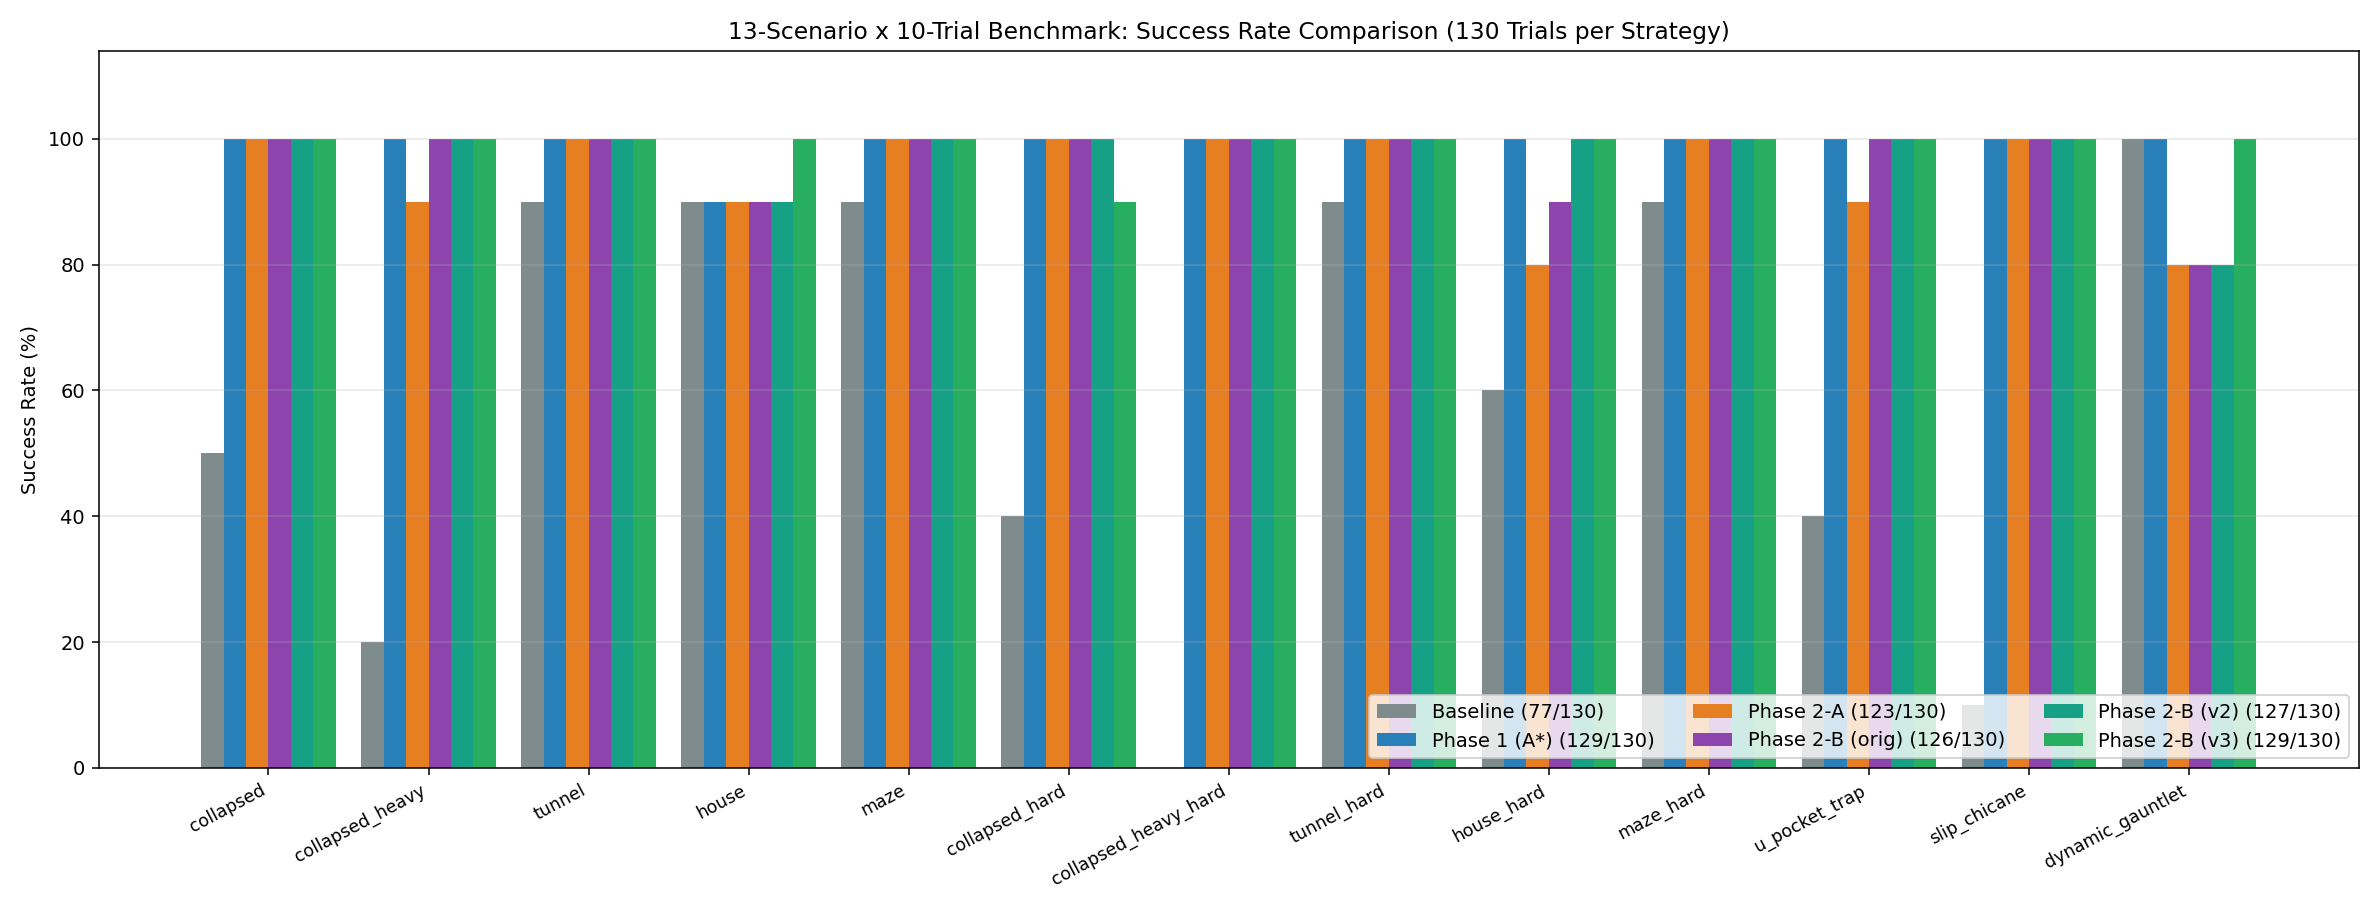 13-Scenario x 10-Trial Benchmark: Success Rate Comparison (130 Trials per Strategy)
Success Rate (%)
100
80
60
40
20
0
Baseline (77/130)
Phase 1 (A*) (129/130)
Phase 2-A (123/130)
Phase 2-B (orig) (126/130)
Phase 2-B (v2) (127/130)
Phase 2-B (v3) (129/130)
collapsed
collapsed_heavy
tunnel
house
maze
collapsed_hard
collapsed_heavy_hard
tunnel_hard
house_hard
maze_hard
u_pocket_trap
slip_chicane
dynamic_gauntlet